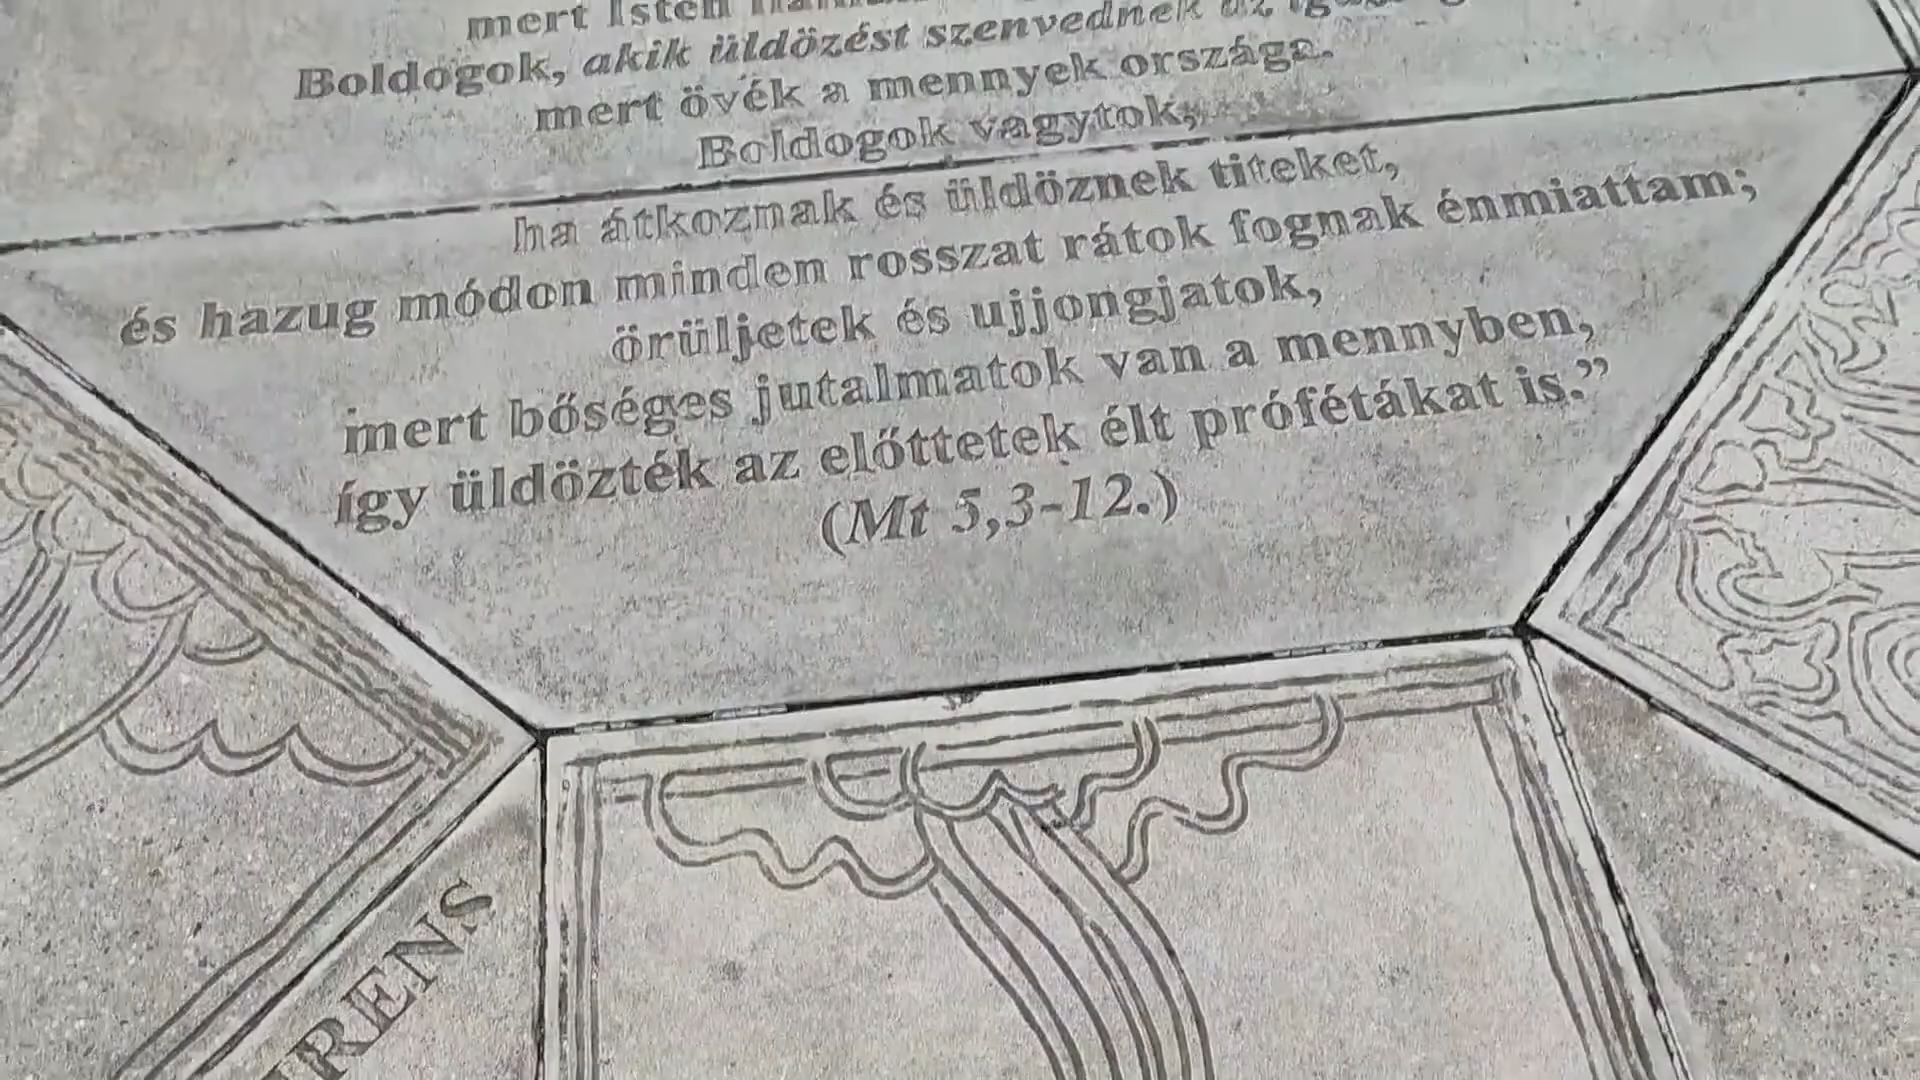 mert Isten
Boldogok, akik üldözést szenvednek az
mert övék a mennyek országa.
Boldogok vagytok,
ha átkoznak és üldöznek titeket,
és hazug módon minden rosszat rátok fognak énmiattam;
örüljetek és ujjongjatok,
mert bőséges jutalmatok van a mennyben,
így üldözték az előttetek élt prófétákat is.”
(Mt 5,3-12.)